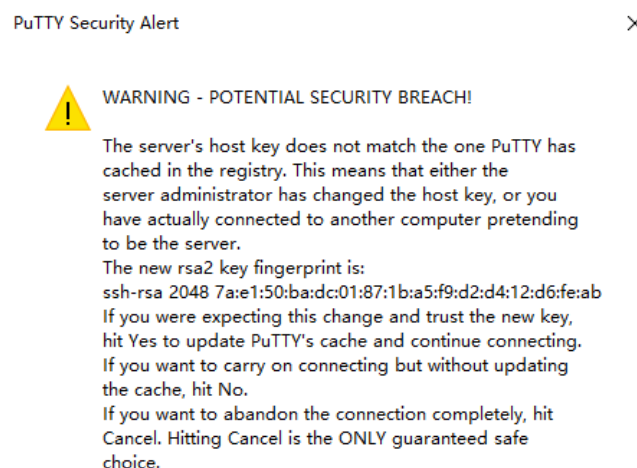 PuTTY Security Alert
WARNING - POTENTIAL SECURITY BREACH!
The server's host key does not match the one PuTTY has
cached in the registry. This means that either the
server administrator has changed the host key, or you
have actually connected to another computer pretending
to be the server.
The new rsa2 key fingerprint is:
ssh-rsa 2048 7a:e1:50:ba:dc:01:87:1b:a5:f9:d2:d4:12:d6:fe:ab
If you were expecting this change and trust the new key,
hit Yes to update PuTTY's cache and continue connecting.
If you want to carry on connecting but without updating
the cache, hit No.
If you want to abandon the connection completely, hit
Cancel. Hitting Cancel is the ONLY guaranteed safe
choice.